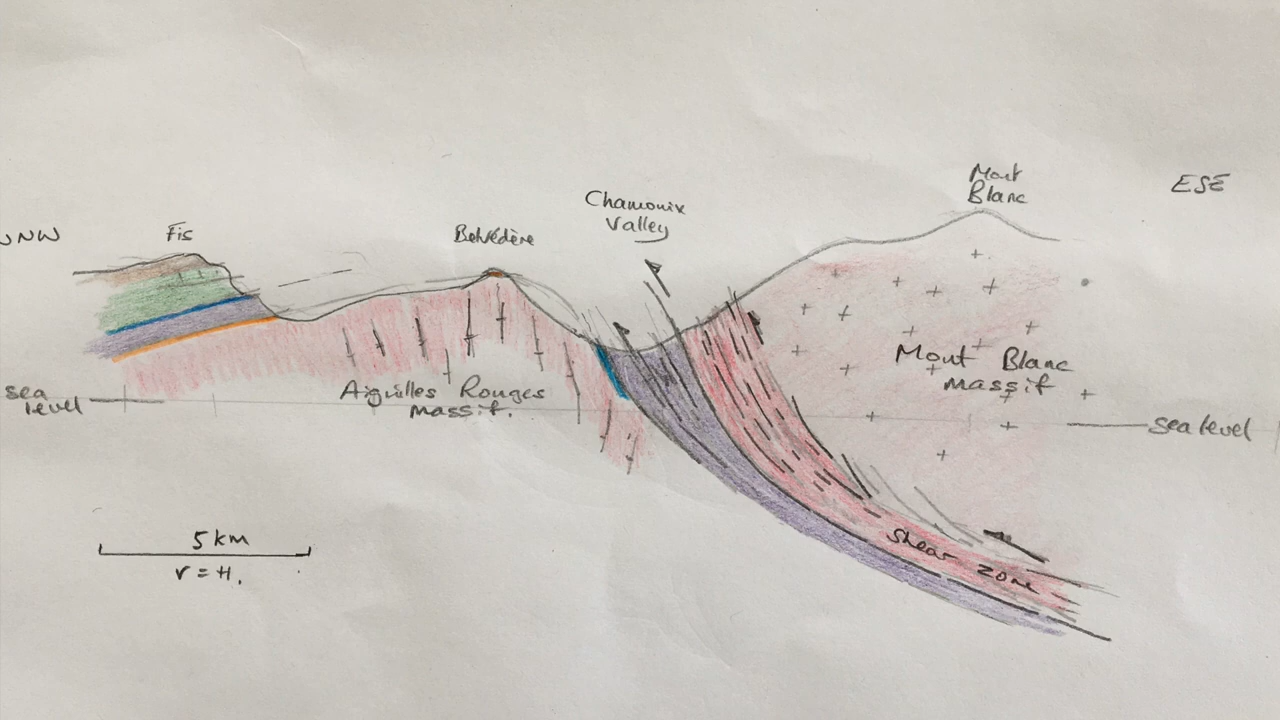 Mont
Blanc
ESE
Chamonix
Valley
NNW
Fis
Belvédère
Mont Blanc
massif
sea
level
Aiguilles Rouges
massif.
sea level
5 km
V = H.
Shear zone